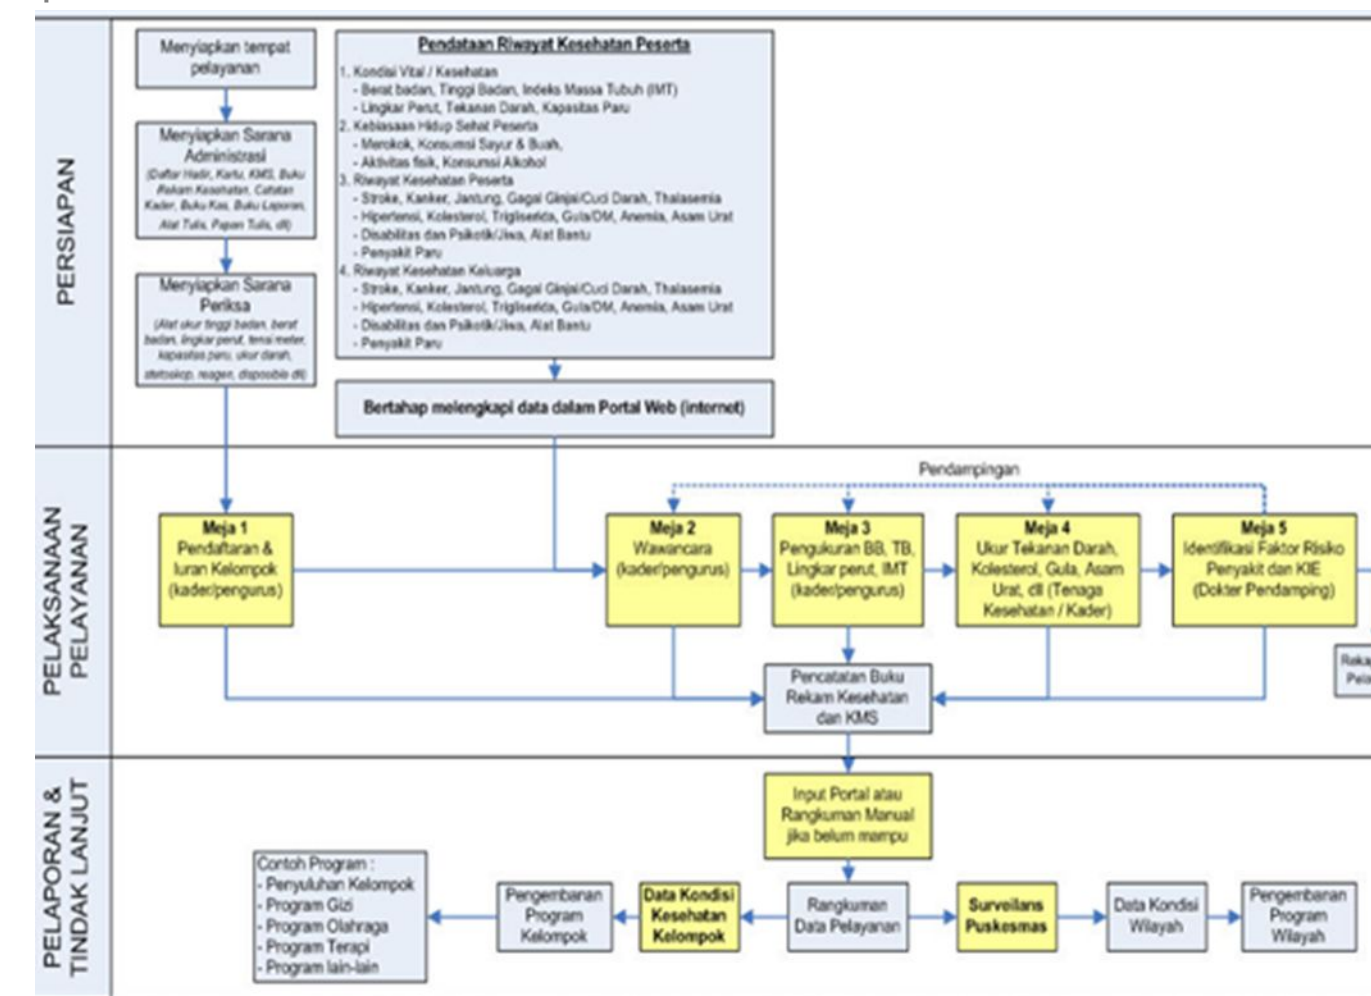 PERSIAPAN
Menyiapkan tempat
pelayanan
Menyiapkan Sarana
Administrasi
(Daftar Hadir, Kartu, KMS, Buku
Rekam Kesehatan, Catatan
Kader, Buku Kas, Buku Laporan,
Alat Tulis, Papan Tulis, dll)
Menyiapkan Sarana
Periksa
(Alat ukur tinggi badan, berat
badan, lingkar perut, tensi meter,
kapasitas paru, ukur darah,
stetoskop, reagen, disposible dll)
Pendataan Riwayat Kesehatan Peserta
1. Kondisi Vital / Kesehatan
- Berat badan, Tinggi Badan, Indeks Massa Tubuh (IMT)
- Lingkar Perut, Tekanan Darah, Kapasitas Paru
2. Kebiasaan Hidup Sehat Peserta
- Merokok, Konsumsi Sayur & Buah,
- Aktivitas fisik, Konsumsi Alkohol
3. Riwayat Kesehatan Peserta
- Stroke, Kanker, Jantung, Gagal Ginjal/Cuci Darah, Thalasemia
- Hipertensi, Kolesterol, Trigliserida, Gula/DM, Anemia, Asam Urat
- Disabilitas dan Psikotik/Jiwa, Alat Bantu
- Penyakit Paru
4. Riwayat Kesehatan Keluarga
- Stroke, Kanker, Jantung, Gagal Ginjal/Cuci Darah, Thalasemia
- Hipertensi, Kolesterol, Trigliserida, Gula/DM, Anemia, Asam Urat
- Disabilitas dan Psikotik/Jiwa, Alat Bantu
- Penyakit Paru
Bertahap melengkapi data dalam Portal Web (internet)
PELAKSANAAN
PELAYANAN
Pendampingan
Meja 1
Pendaftaran &
Iuran Kelompok
(kader/pengurus)
Meja 2
Wawancara
(kader/pengurus)
Meja 3
Pengukuran BB, TB,
Lingkar perut, IMT
(kader/pengurus)
Meja 4
Ukur Tekanan Darah,
Kolesterol, Gula, Asam
Urat, dll (Tenaga
Kesehatan / Kader)
Meja 5
Identifikasi Faktor Risiko
Penyakit dan KIE
(Dokter Pendamping)
Pencatatan Buku
Rekam Kesehatan
dan KMS
PELAPORAN &
TINDAK LANJUT
Input Portal atau
Rangkuman Manual
jika belum mampu
Contoh Program :
- Penyuluhan Kelompok
- Program Gizi
- Program Olahraga
- Program Terapi
- Program lain-lain
Pengembanan
Program
Kelompok
Data Kondisi
Kesehatan
Kelompok
Rangkuman
Data Pelayanan
Surveilans
Puskesmas
Data Kondisi
Wilayah
Pengembanan
Program
Wilayah